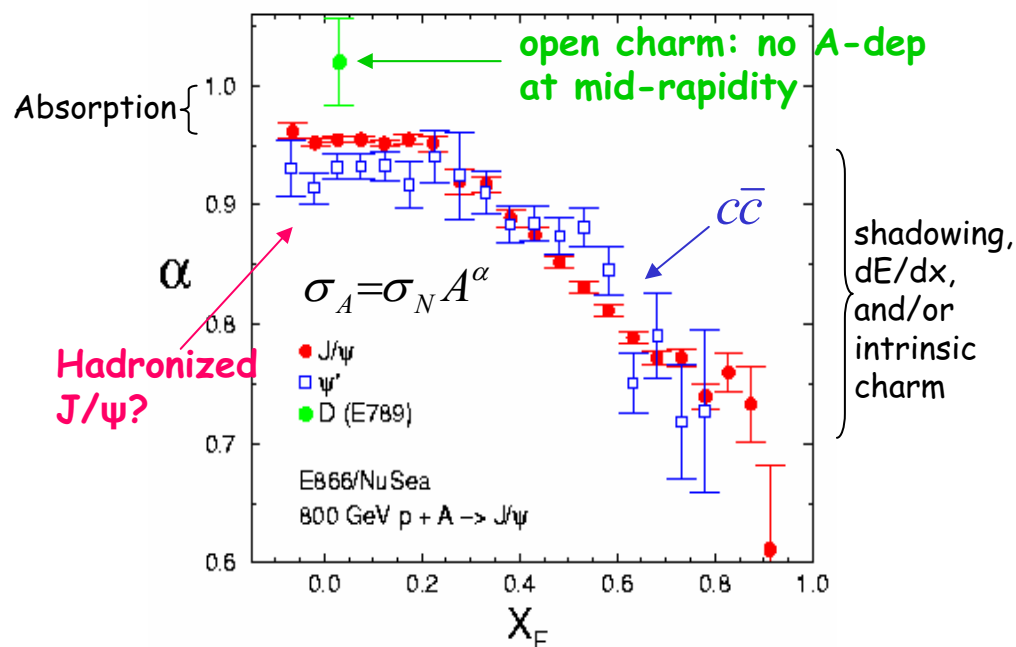 open charm: no A-dep
at mid-rapidity
Absorption
1.0
0.9
0.8
0.7
0.6
α
cc̅
shadowing,
dE/dx,
and/or
intrinsic
charm
σ_A=σ_N A^α
Hadronized
J/ψ?
J/ψ
ψ'
D (E789)
E866/NuSea
800 GeV p + A -> J/ψ
0.0 0.2 0.4 0.6 0.8 1.0
X_F